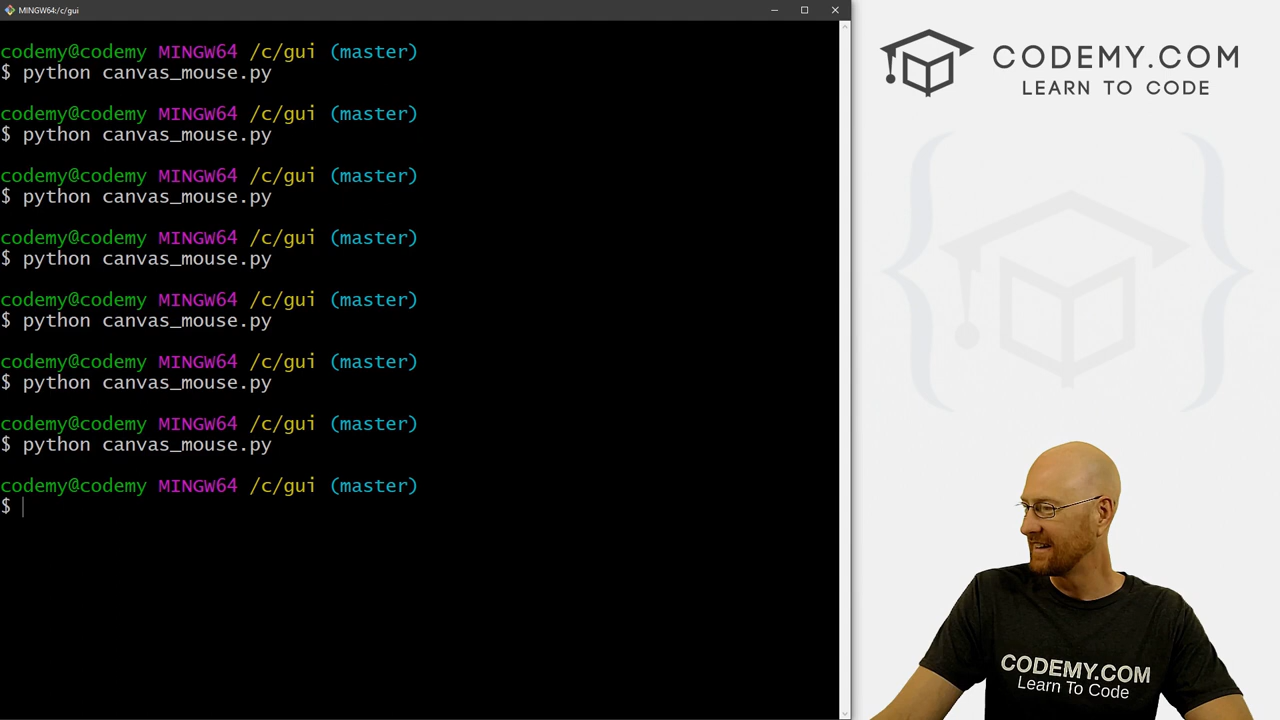 MINGW64:/c/gui
codemy@codemy MINGW64 /c/gui (master)
$ python canvas_mouse.py
codemy@codemy MINGW64 /c/gui (master)
$ python canvas_mouse.py
codemy@codemy MINGW64 /c/gui (master)
$ python canvas_mouse.py
codemy@codemy MINGW64 /c/gui (master)
$ python canvas_mouse.py
codemy@codemy MINGW64 /c/gui (master)
$ python canvas_mouse.py
codemy@codemy MINGW64 /c/gui (master)
$ python canvas_mouse.py
codemy@codemy MINGW64 /c/gui (master)
$ python canvas_mouse.py
codemy@codemy MINGW64 /c/gui (master)
$
CODEMY.COM
LEARN TO CODE
CODEMY.COM
Learn To Code